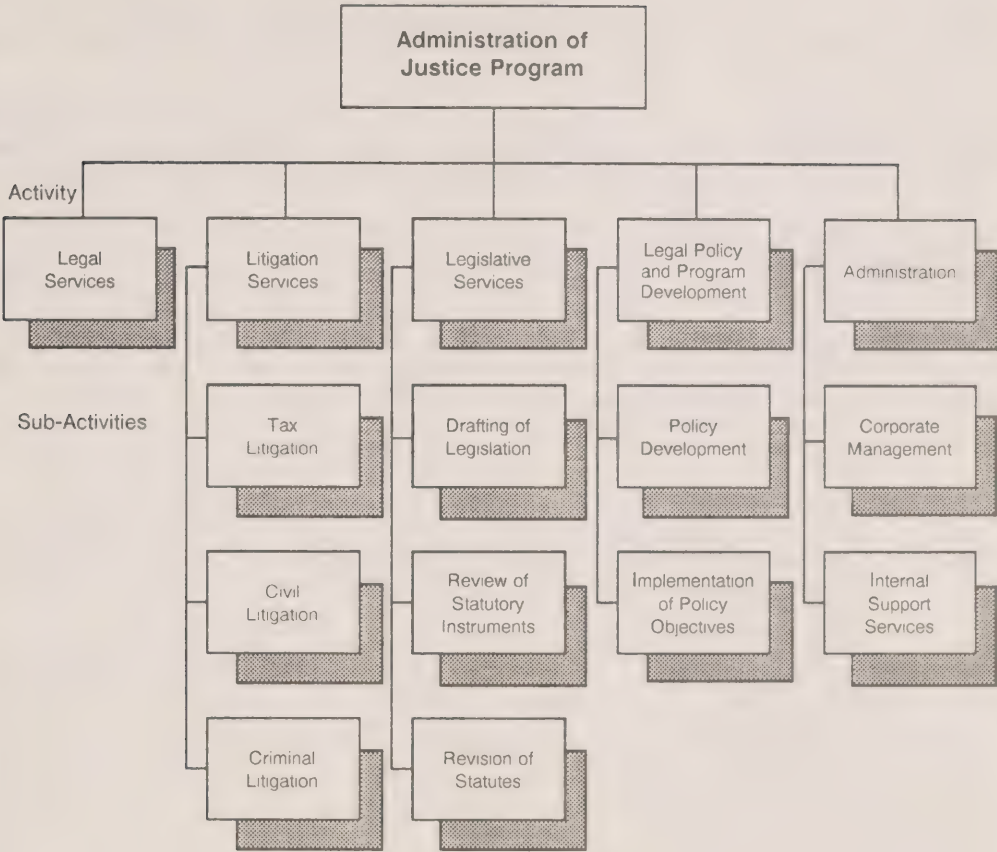 Administration of
Justice Program
Activity
Legal
Services
Litigation
Services
Legislative
Services
Legal Policy
and Program
Development
Administration
Sub-Activities
Tax
Litigation
Drafting of
Legislation
Policy
Development
Corporate
Management
Civil
Litigation
Review of
Statutory
Instruments
Implementation
of Policy
Objectives
Internal
Support
Services
Criminal
Litigation
Revision of
Statutes